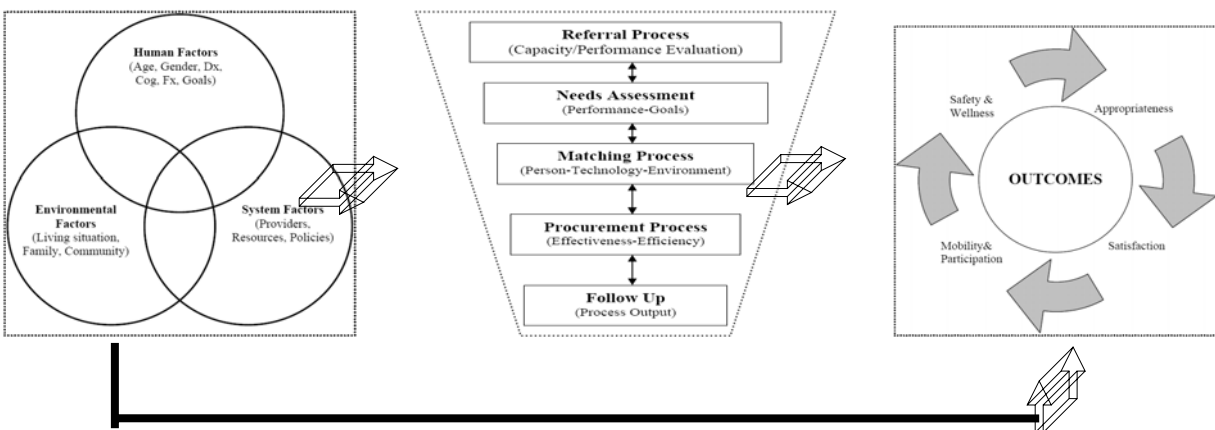 Human Factors
(Age, Gender, Dx,
Cog, Fx, Goals)
Environmental
Factors
(Living situation,
Family, Community)
System Factors
(Providers,
Resources, Policies)
Referral Process
(Capacity/Performance Evaluation)
Needs Assessment
(Performance-Goals)
Matching Process
(Person-Technology-Environment)
Procurement Process
(Effectiveness-Efficiency)
Follow Up
(Process Output)
Safety &
Wellness
Appropriateness
OUTCOMES
Mobility&
Participation
Satisfaction